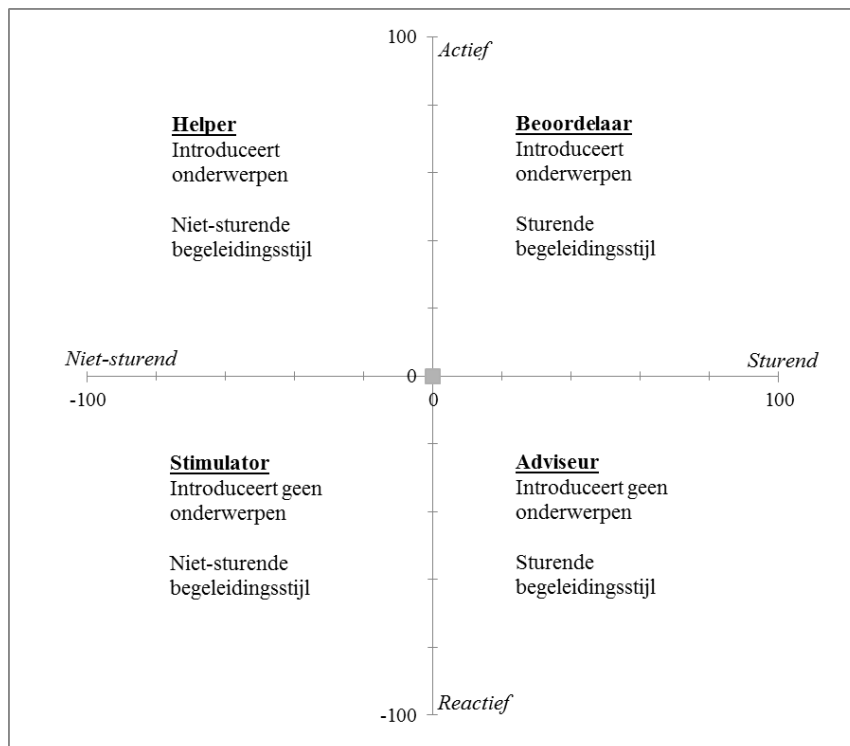 100
Actief
Helper
Introduceert
onderwerpen
Niet-sturende
begeleidingsstijl
Beoordelaar
Introduceert
onderwerpen
Sturende
begeleidingsstijl
Niet-sturend
Sturend
0
-100
0
100
Stimulator
Introduceert geen
onderwerpen
Niet-sturende
begeleidingsstijl
Adviseur
Introduceert geen
onderwerpen
Sturende
begeleidingsstijl
-100
Reactief